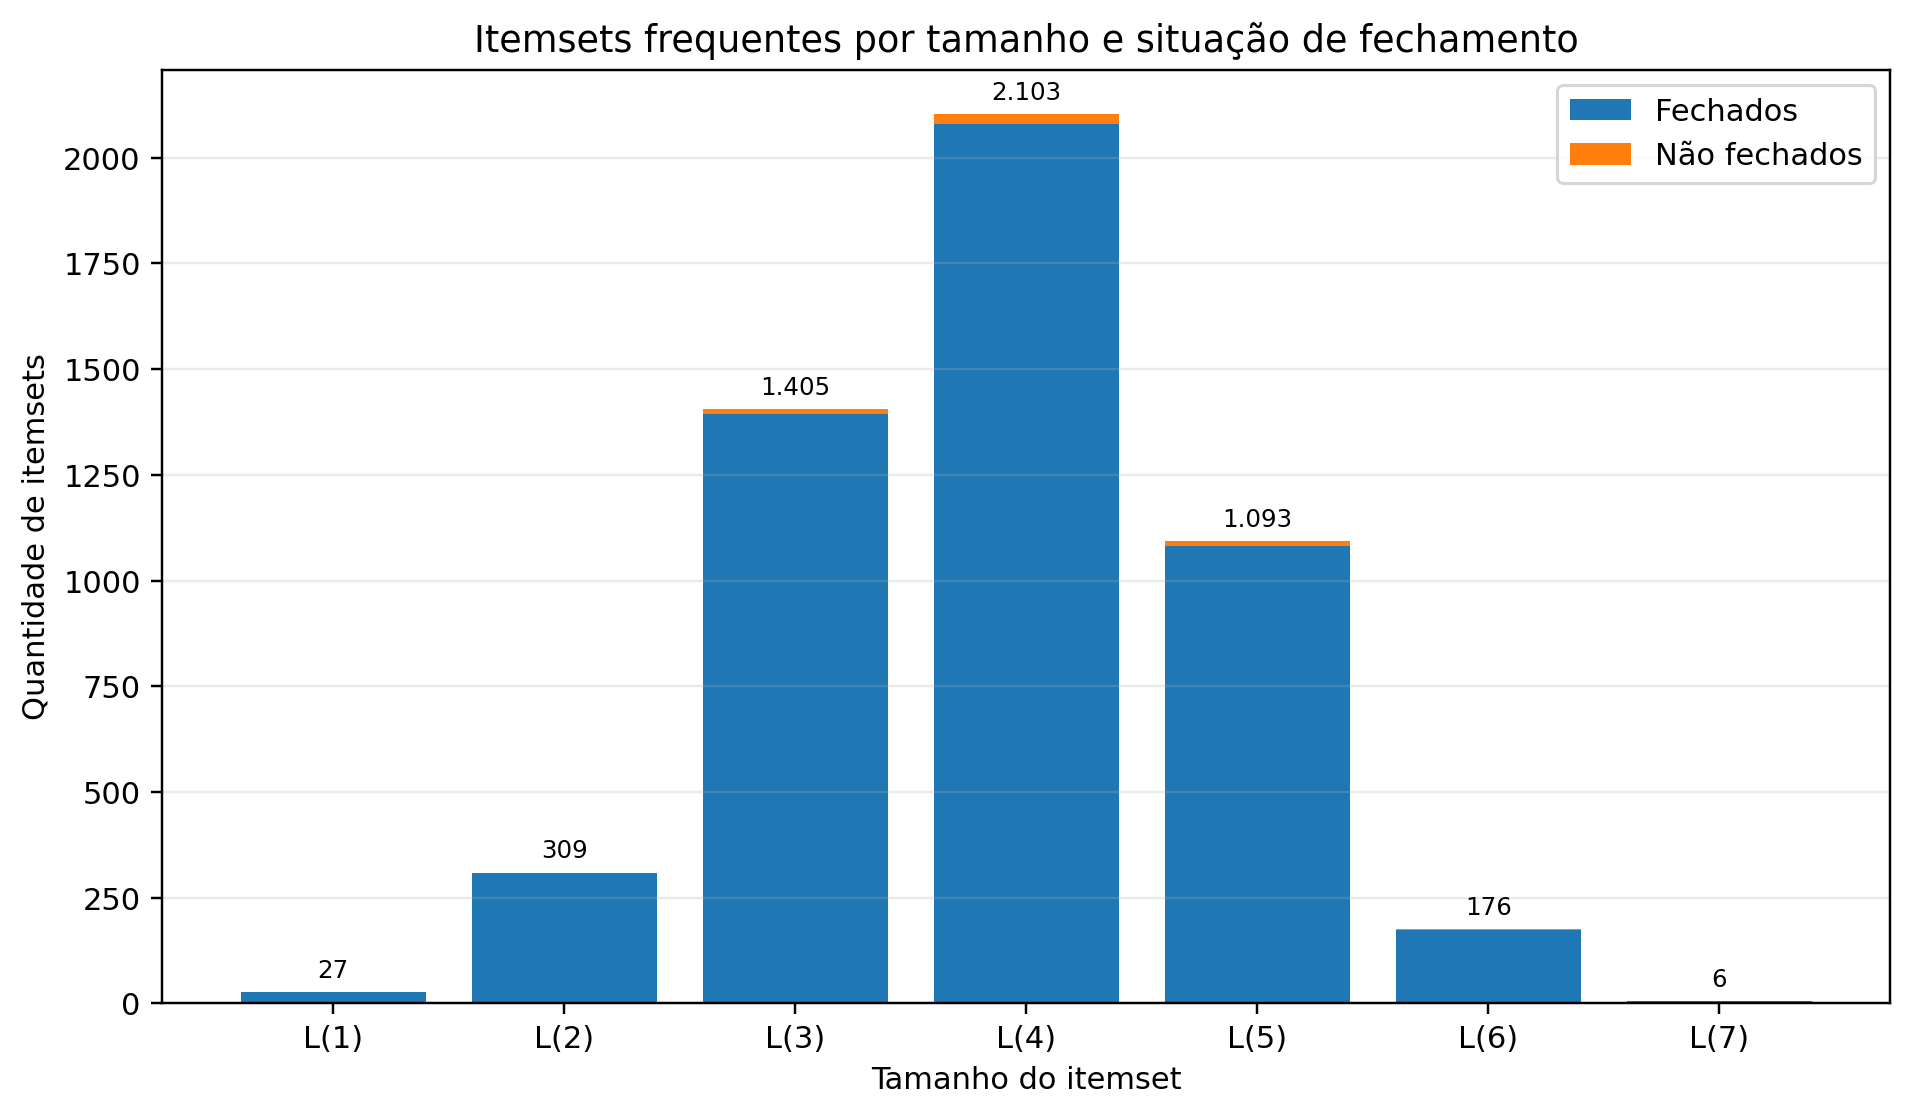 Itemsets frequentes por tamanho e situação de fechamento
Fechados
Não fechados
Quantidade de itemsets
2000
1750
1500
1250
1000
750
500
250
0
27
309
1.405
2.103
1.093
176
6
L(1)
L(2)
L(3)
L(4)
L(5)
L(6)
L(7)
Tamanho do itemset